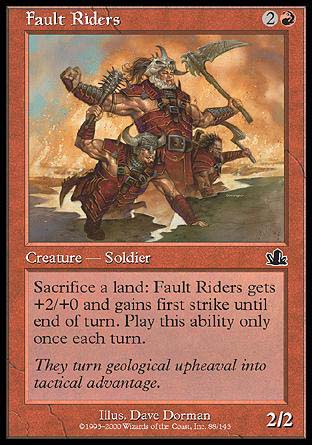 Fault Riders 2
Creature — Soldier
Sacrifice a land: Fault Riders gets
+2/+0 and gains first strike until
end of turn. Play this ability only
once each turn.
They turn geological upheaval into
tactical advantage.
Illus. Dave Dorman
©1993-2000 Wizards of the Coast, Inc. 88/143
2/2